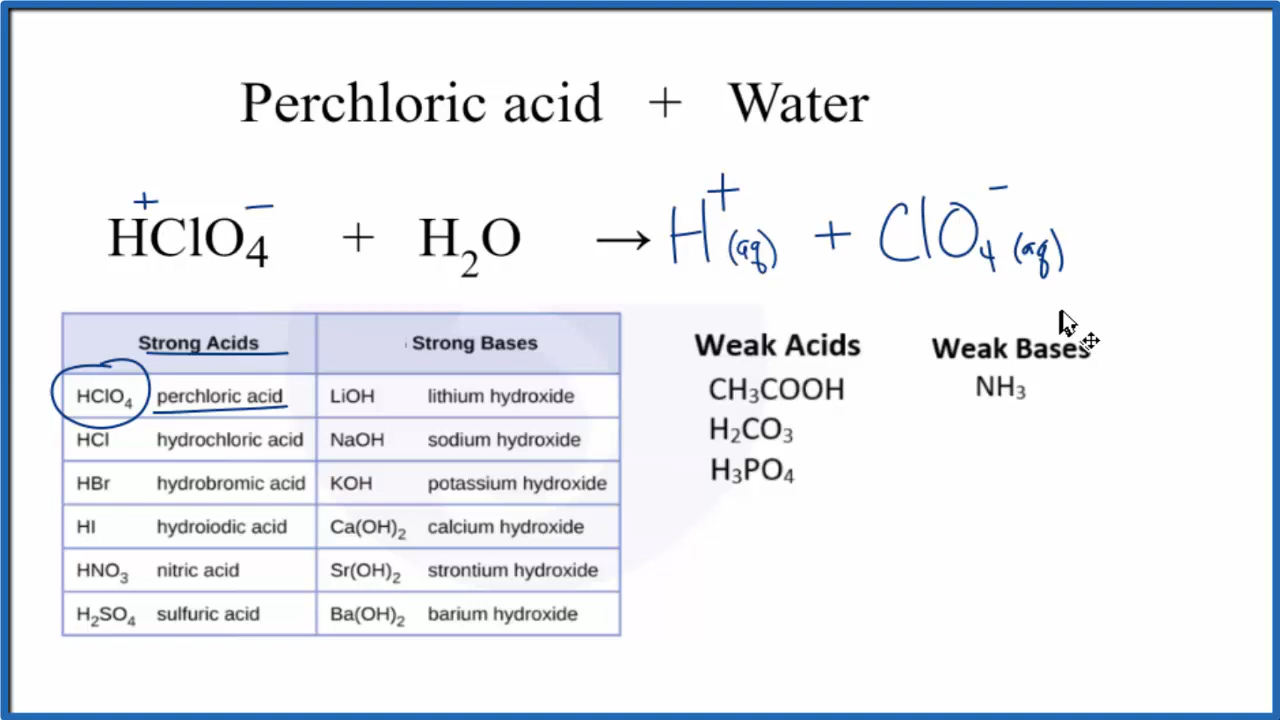 Perchloric acid + Water
+ −
HClO₄ + H₂O → H⁺(aq) + ClO₄⁻(aq)
Strong Acids Strong Bases
HClO₄ perchloric acid LiOH lithium hydroxide
HCl hydrochloric acid NaOH sodium hydroxide
HBr hydrobromic acid KOH potassium hydroxide
HI hydroiodic acid Ca(OH)₂ calcium hydroxide
HNO₃ nitric acid Sr(OH)₂ strontium hydroxide
H₂SO₄ sulfuric acid Ba(OH)₂ barium hydroxide
Weak Acids
CH₃COOH
H₂CO₃
H₃PO₄
Weak Bases
NH₃